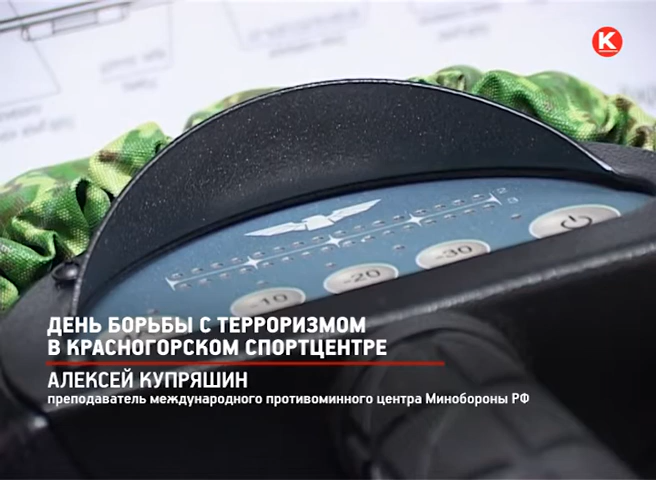 K
-10
-20
-30
ДЕНЬ БОРЬБЫ С ТЕРРОРИЗМОМ
В КРАСНОГОРСКОМ СПОРТЦЕНТРЕ
АЛЕКСЕЙ КУПРЯШИН
преподаватель международного противоминного центра Минобороны РФ